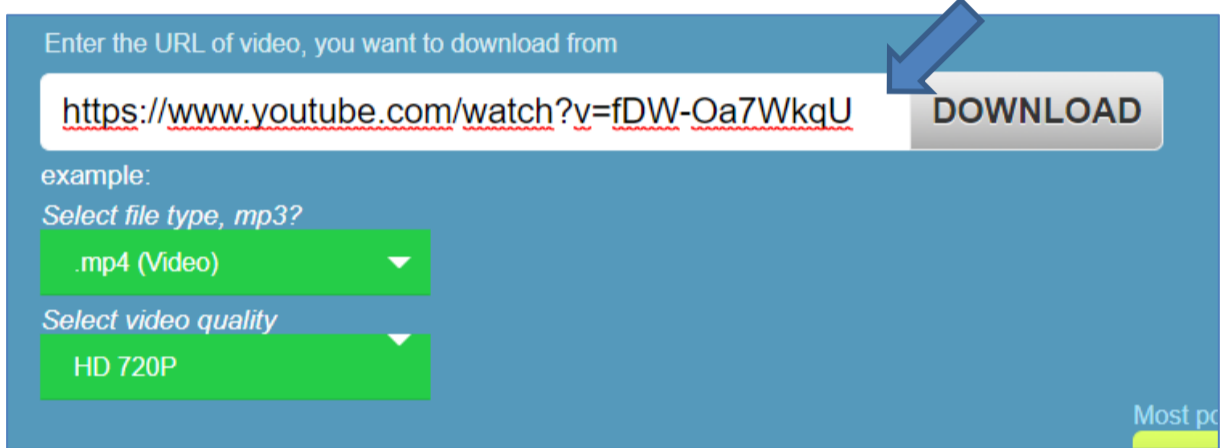 Enter the URL of video, you want to download from
https://www.youtube.com/watch?v=fDW-Oa7WkqU DOWNLOAD
example:
Select file type, mp3?
.mp4 (Video)
Select video quality
HD 720P
Most